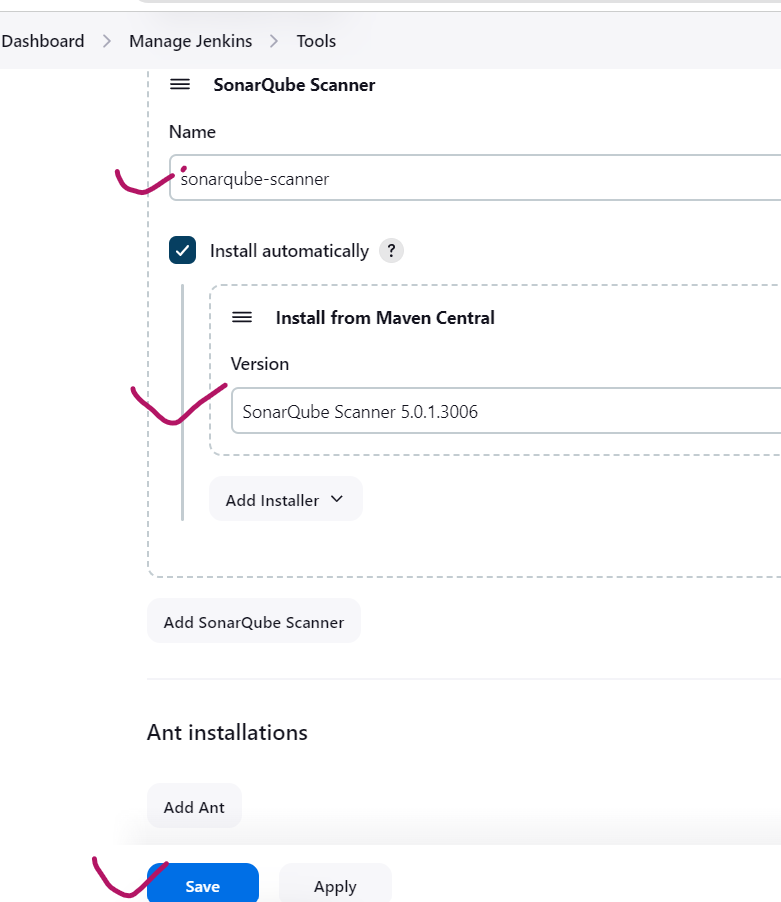 Dashboard > Manage Jenkins > Tools
SonarQube Scanner
Name
sonarqube-scanner
Install automatically ?
Install from Maven Central
Version
SonarQube Scanner 5.0.1.3006
Add Installer
Add SonarQube Scanner
Ant installations
Add Ant
Save Apply